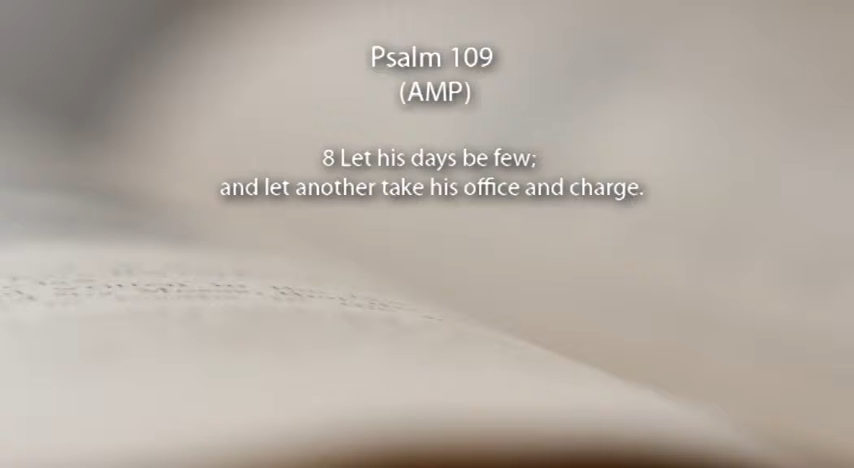 Psalm 109
(AMP)
8 Let his days be few;
and let another take his office and charge.